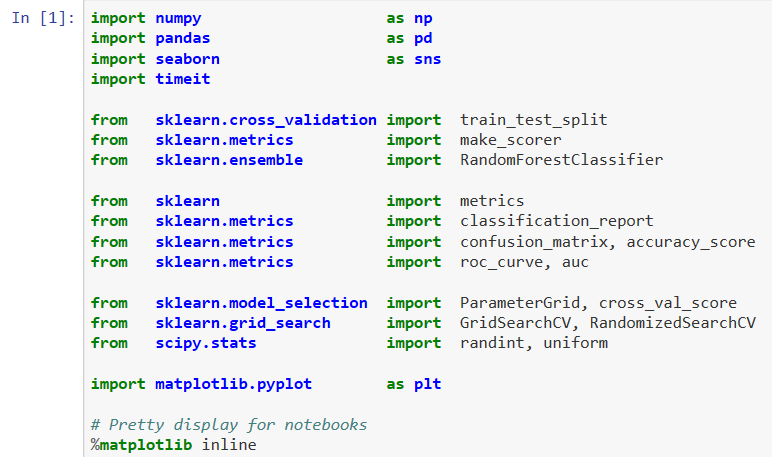 In [1]: import numpy as np
import pandas as pd
import seaborn as sns
import timeit
from sklearn.cross_validation import train_test_split
from sklearn.metrics import make_scorer
from sklearn.ensemble import RandomForestClassifier
from sklearn import metrics
from sklearn.metrics import classification_report
from sklearn.metrics import confusion_matrix, accuracy_score
from sklearn.metrics import roc_curve, auc
from sklearn.model_selection import ParameterGrid, cross_val_score
from sklearn.grid_search import GridSearchCV, RandomizedSearchCV
from scipy.stats import randint, uniform
import matplotlib.pyplot as plt
# Pretty display for notebooks
%matplotlib inline